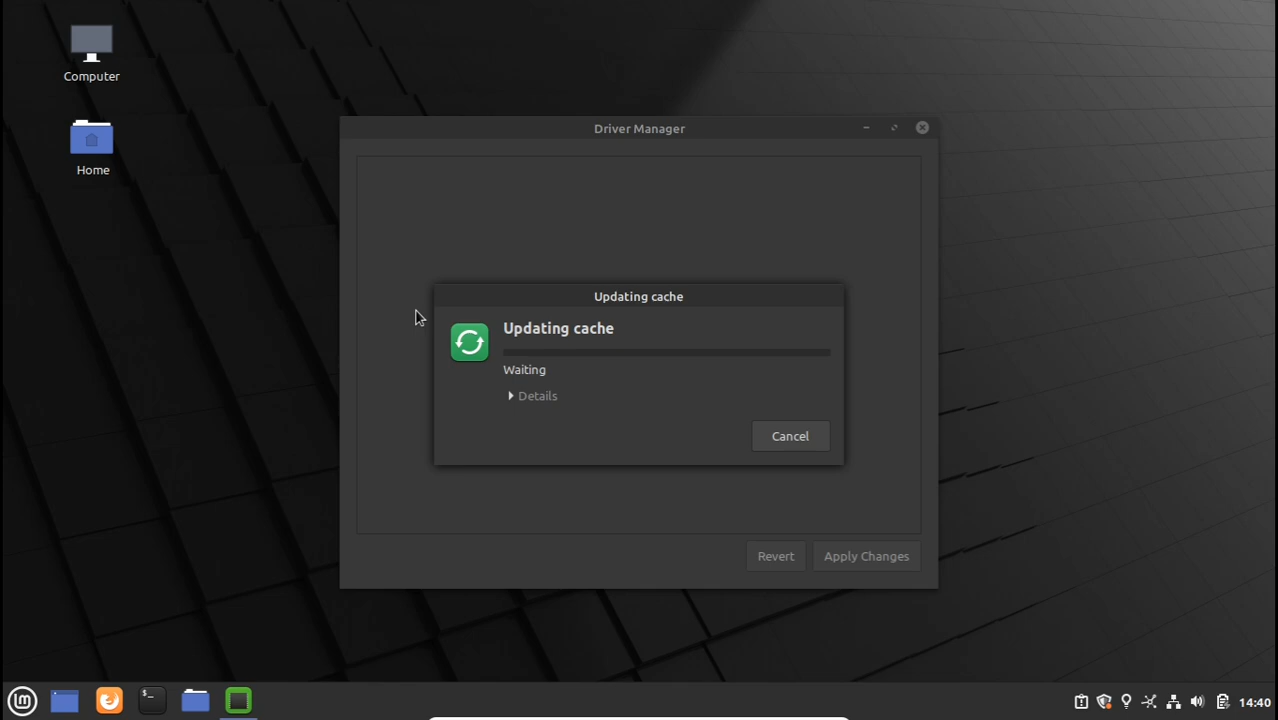 Computer
Home
Driver Manager
Updating cache
Updating cache
Waiting
Details
Cancel
Revert
Apply Changes
$_
14:40